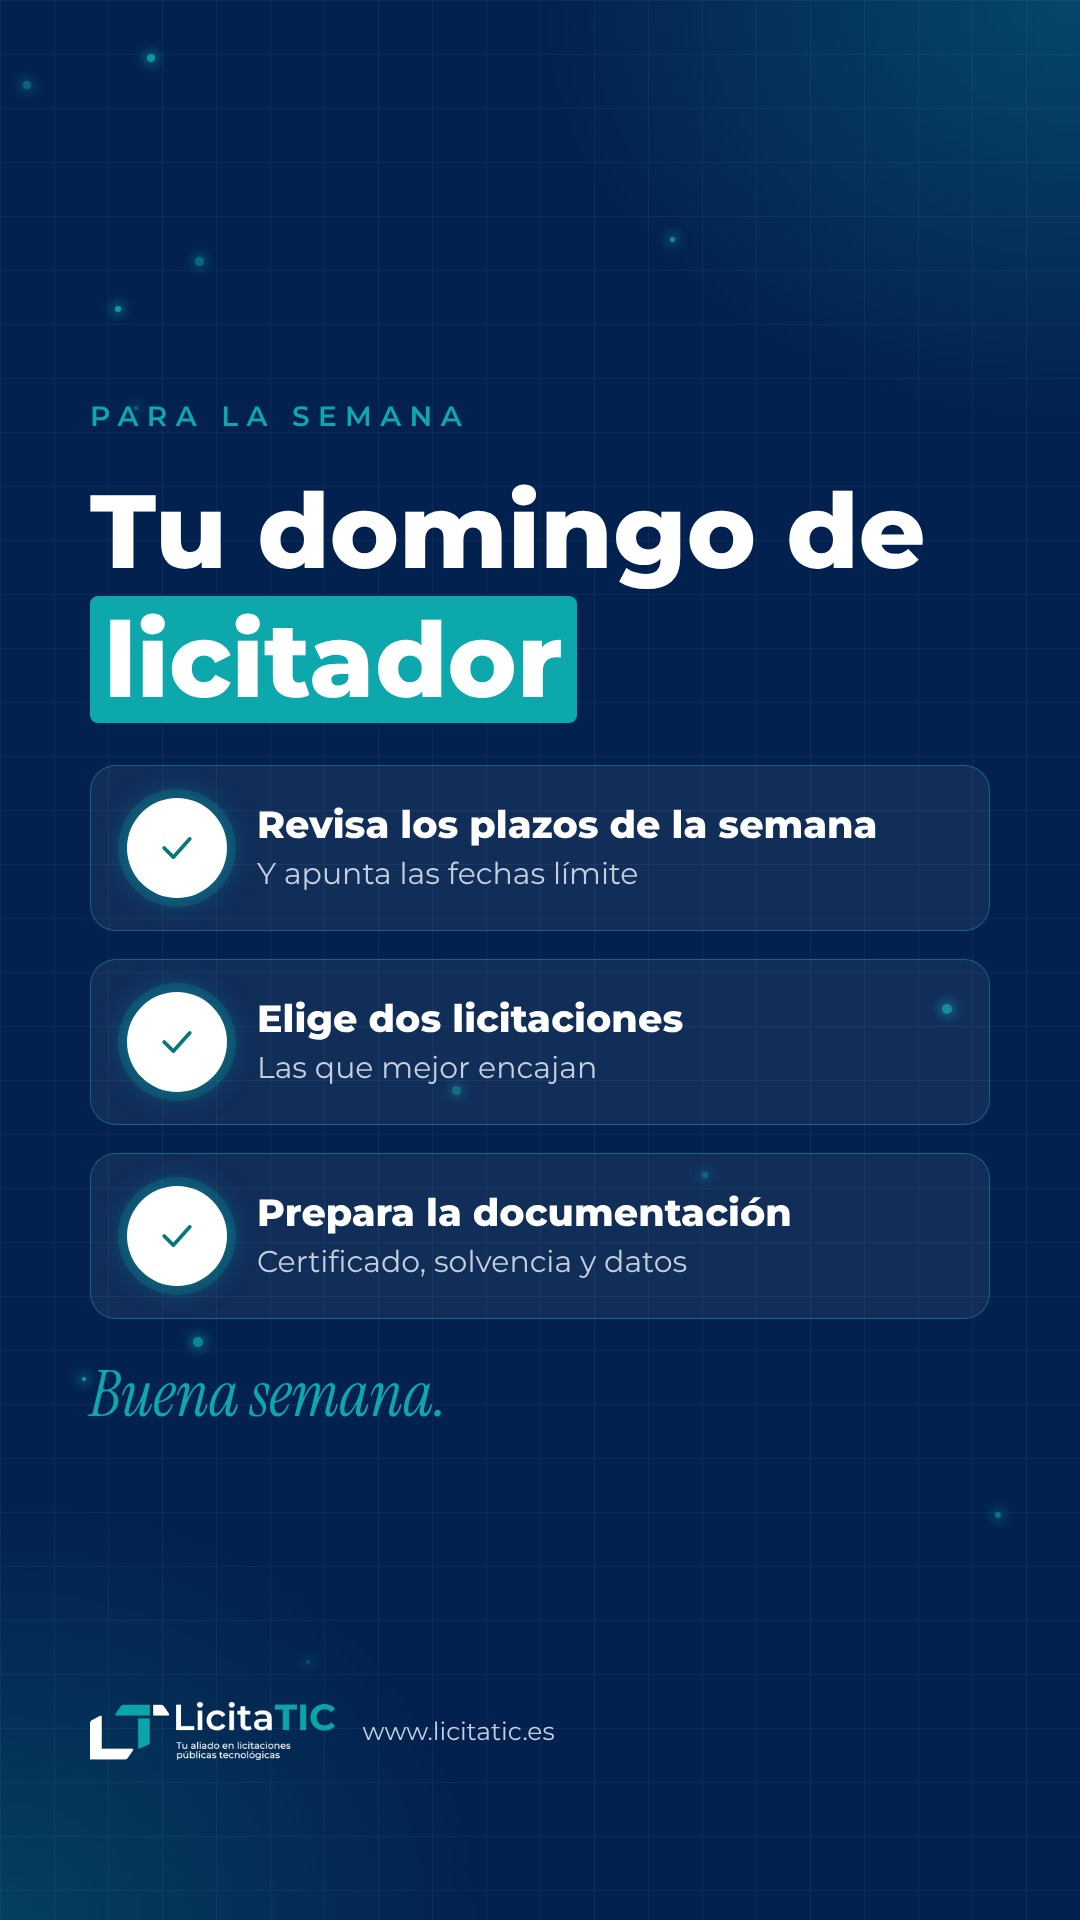 PARA LA SEMANA
Tu domingo de
licitador
Revisa los plazos de la semana
Y apunta las fechas límite
Elige dos licitaciones
Las que mejor encajan
Prepara la documentación
Certificado, solvencia y datos
Buena semana.
LicitaTIC
Tu aliado en licitaciones
públicas tecnológicas
www.licitatic.es